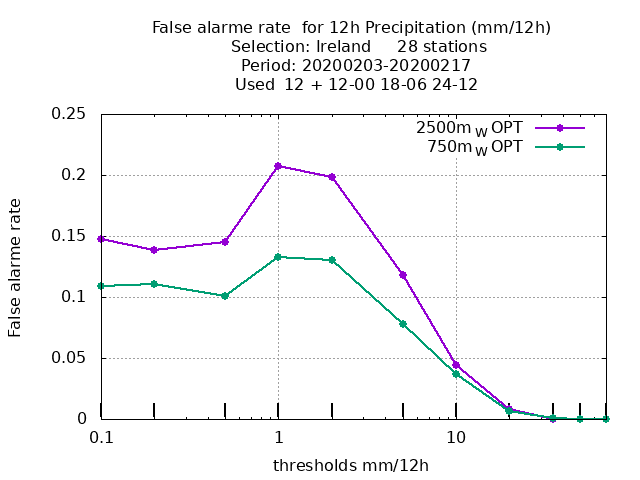 False alarme rate  for 12h Precipitation (mm/12h)
Selection: Ireland     28 stations
Period: 20200203-20200217
Used  12 + 12-00 18-06 24-12
2500m W OPT
750m W OPT
0.25
0.2
0.15
0.1
0.05
0
False alarme rate
0.1 1 10
thresholds mm/12h